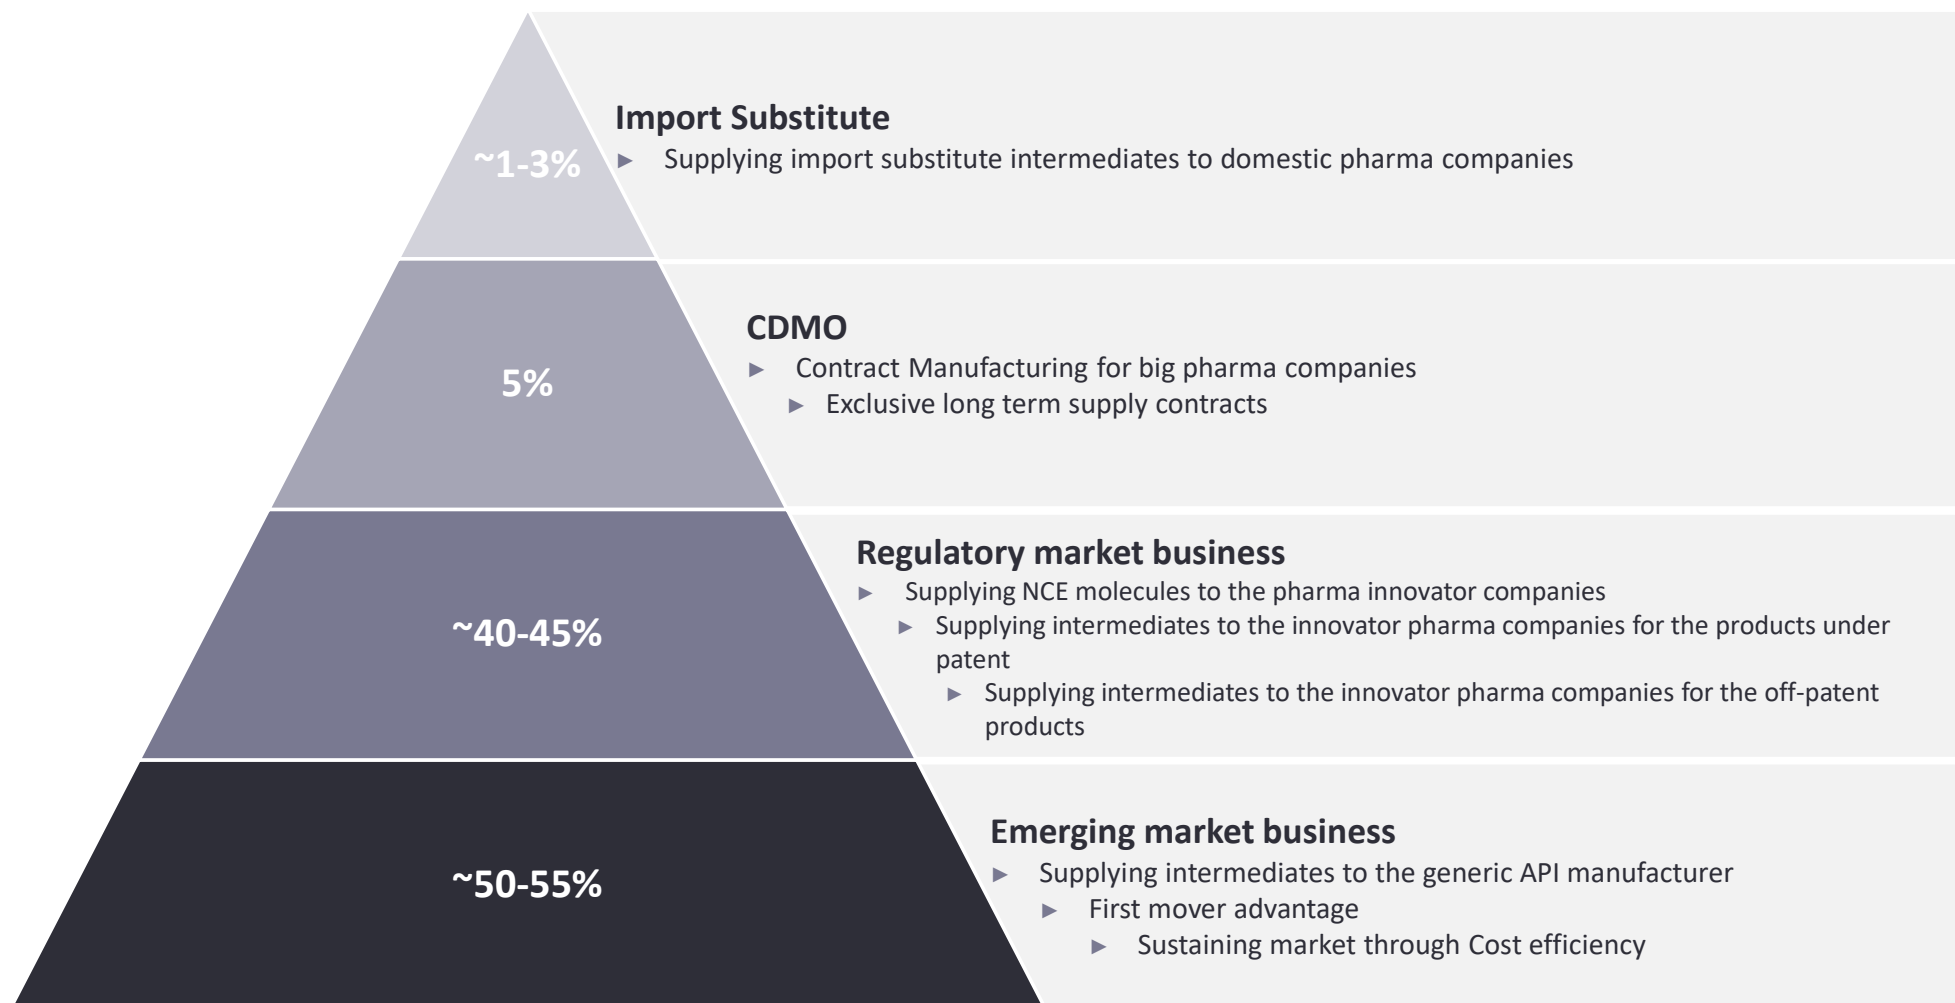 Import Substitute
~1-3%
► Supplying import substitute intermediates to domestic pharma companies
CDMO
5%
► Contract Manufacturing for big pharma companies
► Exclusive long term supply contracts
Regulatory market business
~40-45%
► Supplying NCE molecules to the pharma innovator companies
► Supplying intermediates to the innovator pharma companies for the products under
patent
► Supplying intermediates to the innovator pharma companies for the off-patent
products
Emerging market business
~50-55%
► Supplying intermediates to the generic API manufacturer
► First mover advantage
► Sustaining market through Cost efficiency